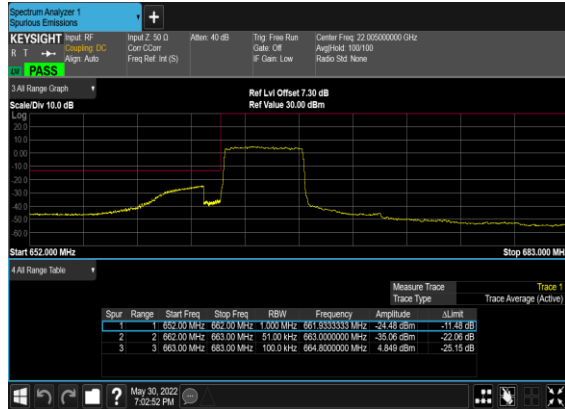 Spectrum Analyzer 1
Spurious Emissions
+
KEYSIGHT
R T
PASS
Input: RF
Coupling: DC
Align: Auto
Input Z: 50 Ω
Corr CCorr
Freq Ref: Int (S)
Atten: 40 dB
Trig: Free Run
Gate: Off
IF Gain: Low
Center Freq: 22.005000000 GHz
Avg|Hold: 100/100
Radio Std: None
3 All Range Graph
Scale/Div 10.0 dB
Ref Lvl Offset 7.30 dB
Ref Value 30.00 dBm
Log
20.0
10.0
0.00
-10.0
-20.0
-30.0
-40.0
-50.0
-60.0
Start 652.000 MHz
Stop 683.000 MH
4 All Range Table
Measure Trace Trace 1
Trace Type Trace Average (Active)
Spur Range Start Freq Stop Freq RBW Frequency Amplitude ΔLimit
1 1 652.00 MHz 662.00 MHz 1.000 MHz 661.9333333 MHz -24.48 dBm -11.48 dB
2 2 662.00 MHz 663.00 MHz 51.00 kHz 663.0000000 MHz -35.06 dBm -22.06 dB
3 3 663.00 MHz 683.00 MHz 100.0 kHz 664.8000000 MHz 4.849 dBm -25.15 dB
?
May 30, 2022
7:02:52 PM